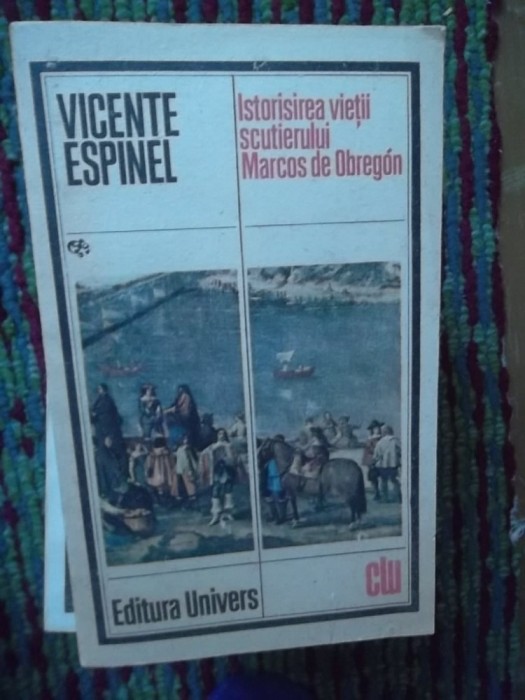 VICENTE
ESPINEL
Istorisirea vieții
scutierului
Marcos de Obregón
Editura Univers
clu